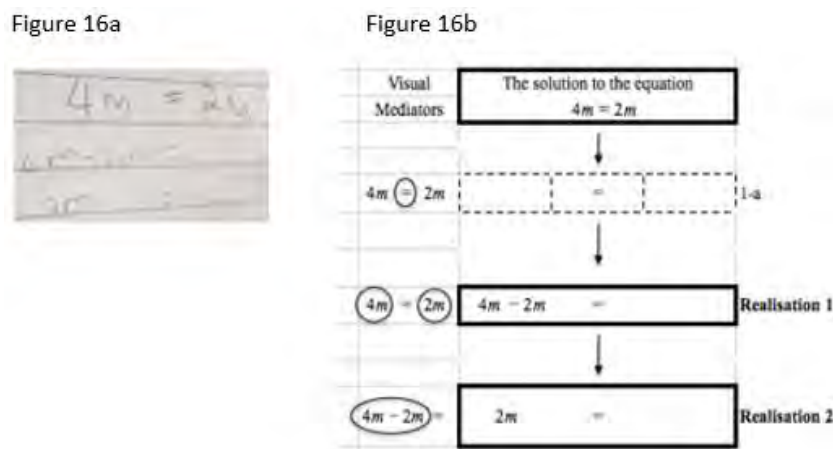 Figure 16a
Figure 16b
4m = 2m
Visual Mediators
The solution to the equation
4m = 2m
4m = 2m
=
1-a
4m = 2m
4m - 2m =
Realisation 1
4m - 2m =
2m =
Realisation 2